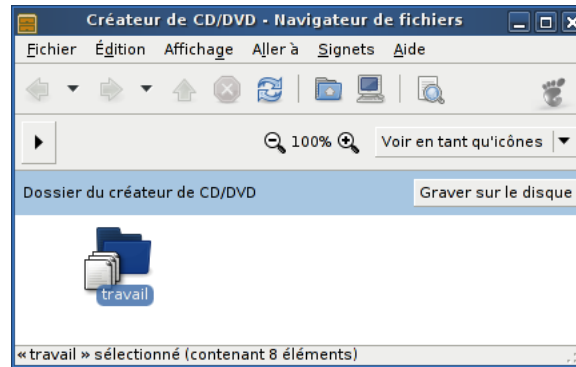 Créateur de CD/DVD - Navigateur de fichiers
Fichier Édition Affichage Aller à Signets Aide
100% Voir en tant qu'icônes
Dossier du créateur de CD/DVD Graver sur le disque
travail
« travail » sélectionné (contenant 8 éléments)